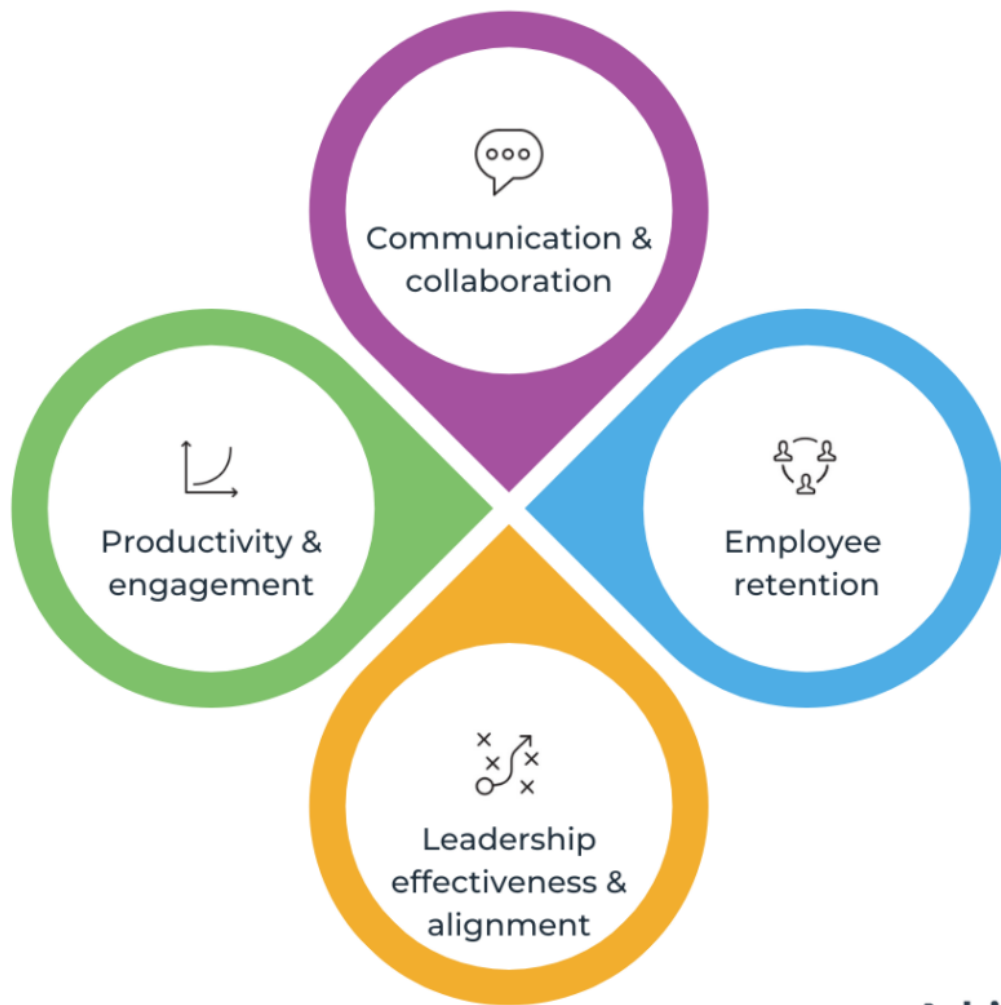 Communication &
collaboration
Productivity &
engagement
Employee
retention
Leadership
effectiveness &
alignment